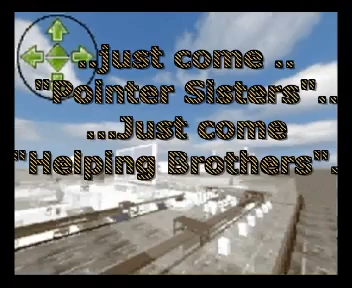 ..just come ..
"Pointer Sisters"..
...Just come
"Helping Brothers".